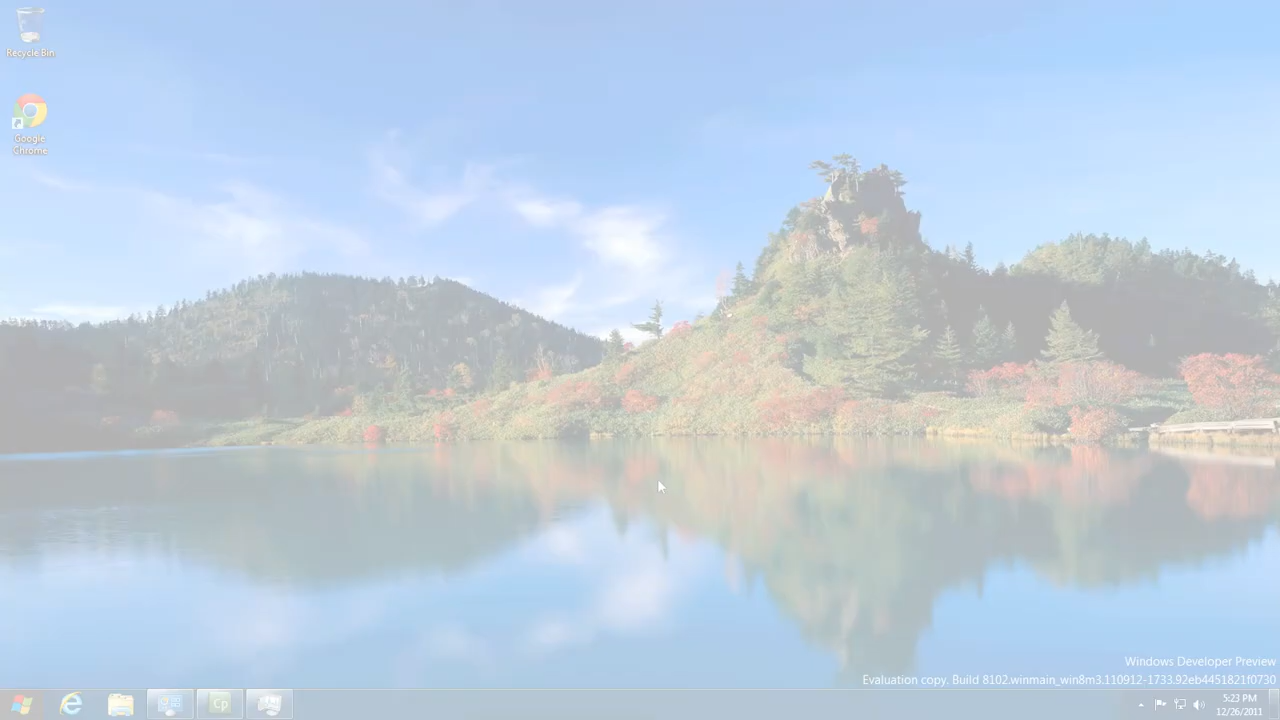 Recycle Bin
Google
Chrome
Windows Developer Preview
Evaluation copy. Build 8102.winmain_win8m3.110912-1733.92eb4451821f0730
Cp
5:23 PM
12/26/2011